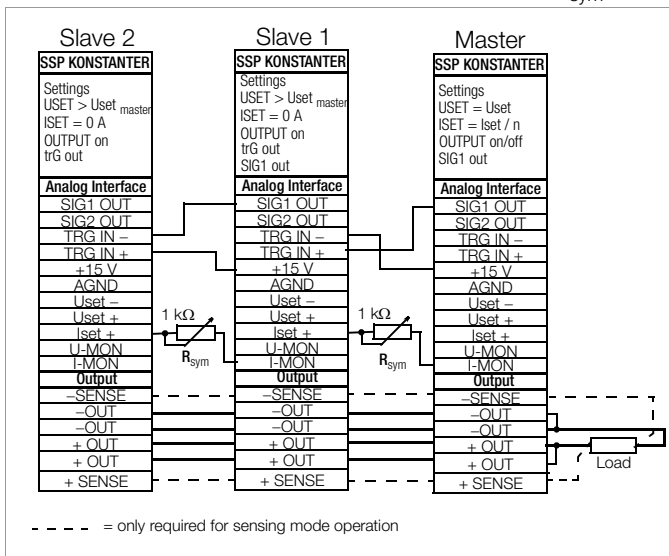 sym
Slave 2
SSP KONSTANTER
Settings
USET > Uset master
ISET = 0 A
OUTPUT on
trG out
Analog Interface
SIG1 OUT
SIG2 OUT
TRG IN –
TRG IN +
+15 V
AGND
Uset –
Uset +
Iset +
U-MON
I-MON
Output
–SENSE
–OUT
–OUT
+ OUT
+ OUT
+ SENSE
1 kΩ
Rsym
Slave 1
SSP KONSTANTER
Settings
USET > Uset master
ISET = 0 A
OUTPUT on
trG out
SIG1 out
Analog Interface
SIG1 OUT
SIG2 OUT
TRG IN –
TRG IN +
+15 V
AGND
Uset –
Uset +
Iset +
U-MON
I-MON
Output
–SENSE
–OUT
–OUT
+ OUT
+ OUT
+ SENSE
1 kΩ
Rsym
Master
SSP KONSTANTER
Settings
USET = Uset
ISET = Iset / n
OUTPUT on/off
SIG1 out
Analog Interface
SIG1 OUT
SIG2 OUT
TRG IN –
TRG IN +
+15 V
AGND
Uset –
Uset +
Iset +
U-MON
I-MON
Output
–SENSE
–OUT
–OUT
+ OUT
+ OUT
+ SENSE
Load
= only required for sensing mode operation